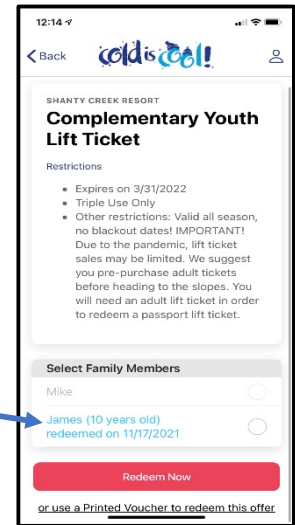 12:14
Back
cold is cool!
SHANTY CREEK RESORT
Complementary Youth
Lift Ticket
Restrictions
• Expires on 3/31/2022
• Triple Use Only
• Other restrictions: Valid all season,
no blackout dates! IMPORTANT!
Due to the pandemic, lift ticket
sales may be limited. We suggest
you pre-purchase adult tickets
before heading to the slopes. You
will need an adult lift ticket in order
to redeem a passport lift ticket.
Select Family Members
Mike
James (10 years old)
redeemed on 11/17/2021
Redeem Now
or use a Printed Voucher to redeem this offer